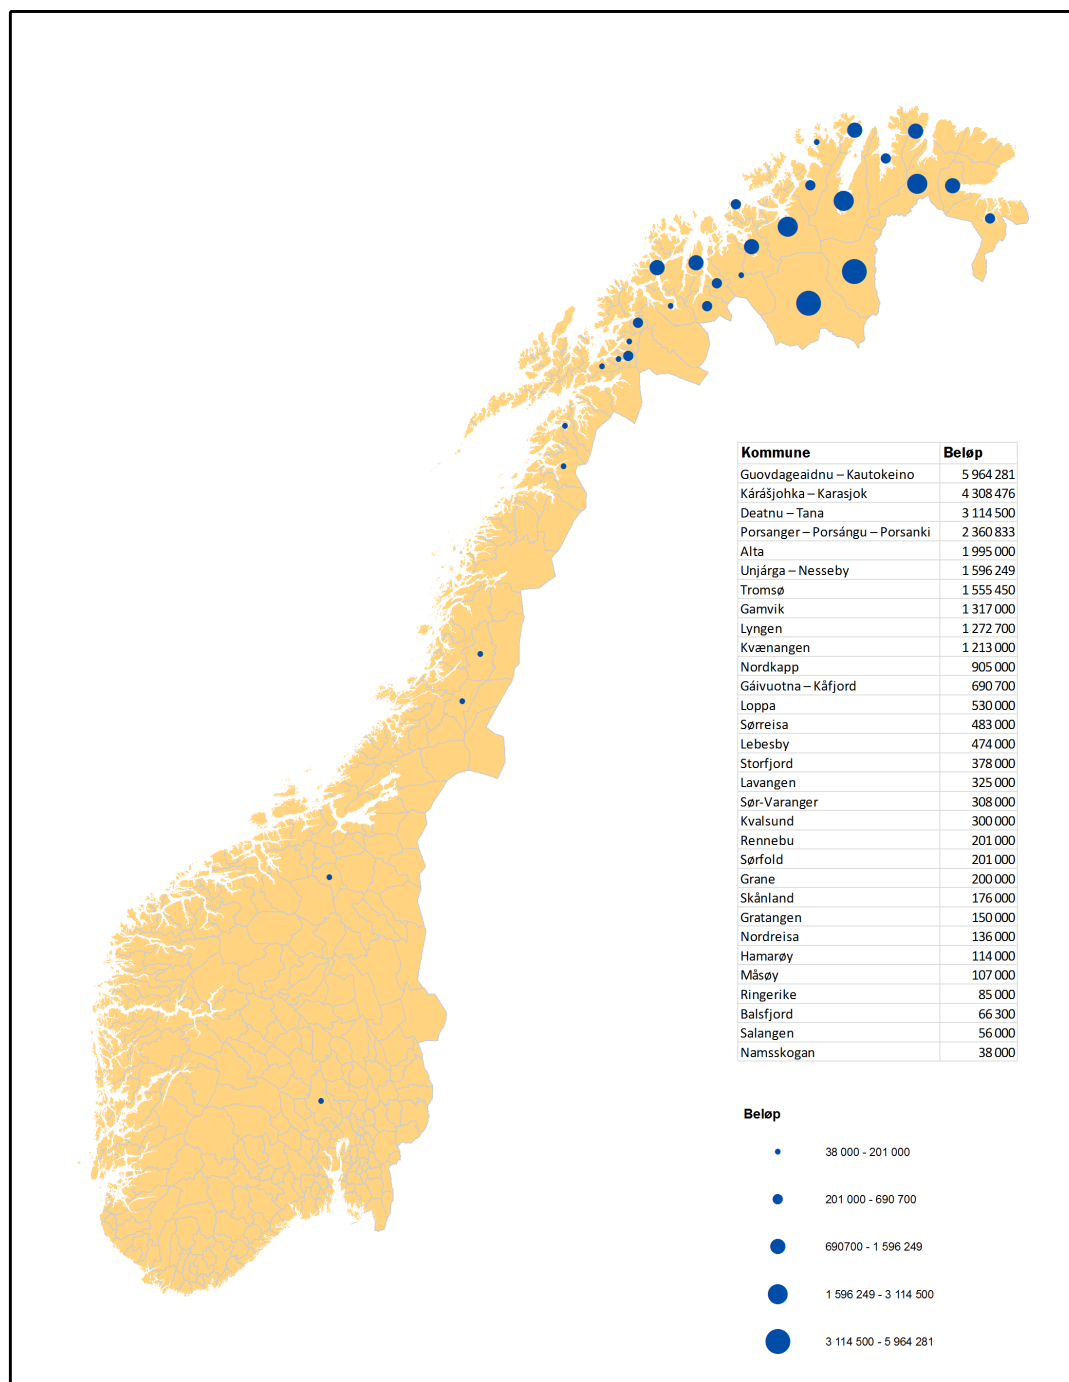 Kommune Beløp
Guovdageaidnu – Kautokeino 5 964 281
Kárášjohka – Karasjok 4 308 476
Deatnu – Tana 3 114 500
Porsanger – Porsángu – Porsanki 2 360 833
Alta 1 995 000
Unjárga – Nesseby 1 596 249
Tromsø 1 555 450
Gamvik 1 317 000
Lyngen 1 272 700
Kvænangen 1 213 000
Nordkapp 905 000
Gáivuotna – Kåfjord 690 700
Loppa 530 000
Sørreisa 483 000
Lebesby 474 000
Storfjord 378 000
Lavangen 325 000
Sør-Varanger 308 000
Kvalsund 300 000
Rennebu 201 000
Sørfold 201 000
Grane 200 000
Skånland 176 000
Gratangen 150 000
Nordreisa 136 000
Hamarøy 114 000
Måsøy 107 000
Ringerike 85 000
Balsfjord 66 300
Salangen 56 000
Namsskogan 38 000
Beløp
38 000 - 201 000
201 000 - 690 700
690700 - 1 596 249
1 596 249 - 3 114 500
3 114 500 - 5 964 281